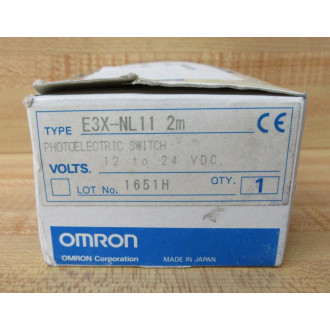 TYPE E3X-NL11 2m CE
PHOTOELECTRIC SWITCH
VOLTS. 12 to 24 VDC.
LOT No. 1651H QTY. 1
OMRON
OMRON Corporation MADE IN JAPAN